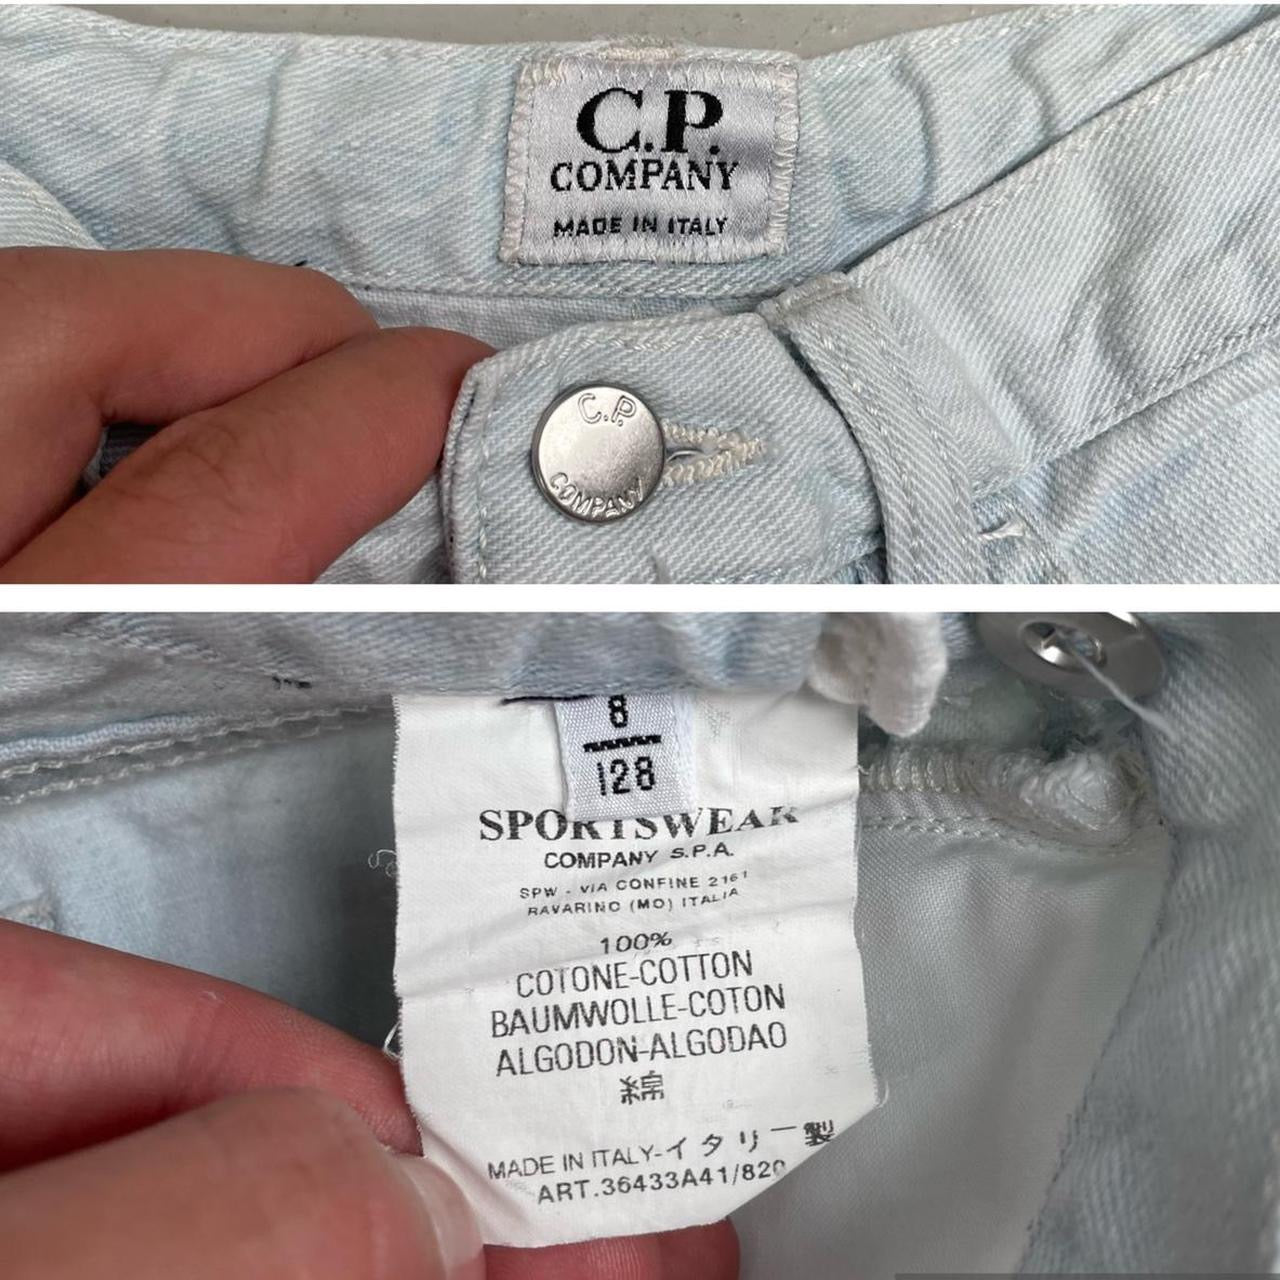 C.P.
COMPANY
MADE IN ITALY
C.P.
COMPANY
8
128
SPORTSWEAR
COMPANY S.P.A.
SPW - VIA CONFINE 2161
RAVARINO (MO) ITALIA
100%
COTONE-COTTON
BAUMWOLLE-COTON
ALGODON-ALGODAO
綿
MADE IN ITALY-イタリー製
ART.36433A41/820